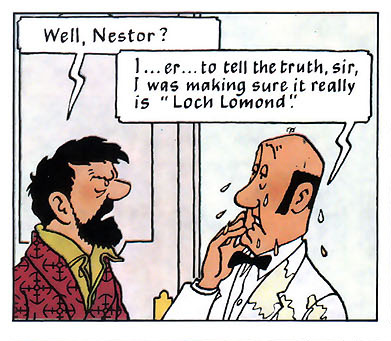 Well, Nestor?
I...er...to tell the truth, sir,
I was making sure it really
is "Loch Lomond".